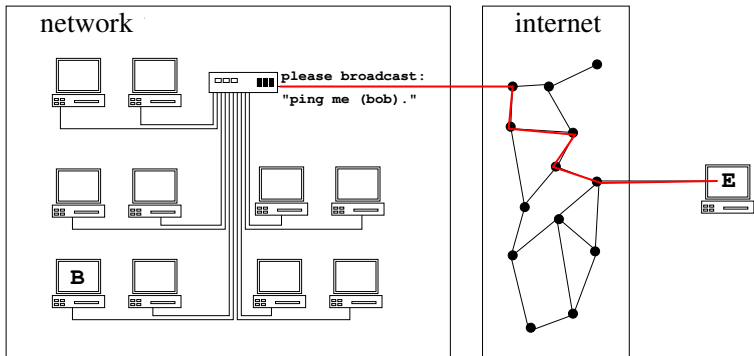 network
internet
please broadcast:
"ping me (bob)."
E
B